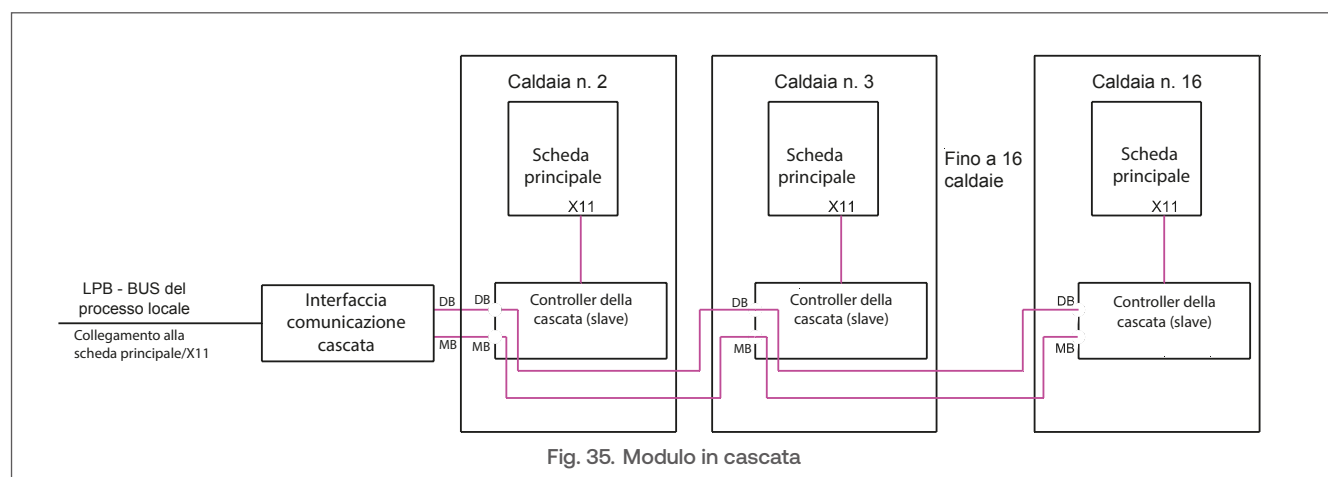 Caldaia n. 2
Caldaia n. 3
Caldaia n. 16
Scheda
principale
X11
Scheda
principale
X11
Fino a 16
caldaie
Scheda
principale
X11
LPB - BUS del
processo locale
Collegamento alla
scheda principale/X11
Interfaccia
comunicazione
cascata
DB
MB
DB
MB
Controller della
cascata (slave)
DB
MB
Controller della
cascata (slave)
DB
MB
Controller della
cascata (slave)
Fig. 35. Modulo in cascata